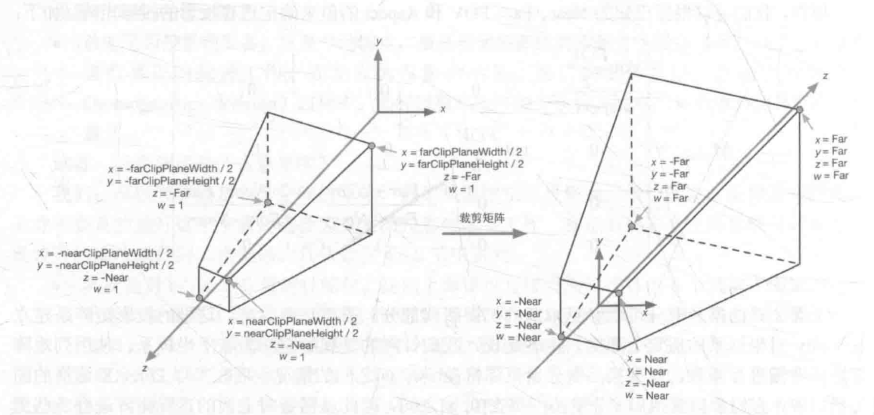 y
x
x = -farClipPlaneWidth / 2
y = -farClipPlaneHeight / 2
z = -Far
w = 1
x = farClipPlaneWidth / 2
y = farClipPlaneHeight / 2
z = -Far
w = 1
x = -nearClipPlaneWidth / 2
y = -nearClipPlaneHeight / 2
z = -Near
w = 1
x = nearClipPlaneWidth / 2
y = nearClipPlaneHeight / 2
z = -Near
w = 1
z
裁剪矩阵
z
x = Far
y = Far
z = Far
w = Far
x = -Far
y = -Far
z = Far
w = Far
x = -Near
y = -Near
z = -Near
w = Near
x = Near
y = Near
z = -Near
w = Near